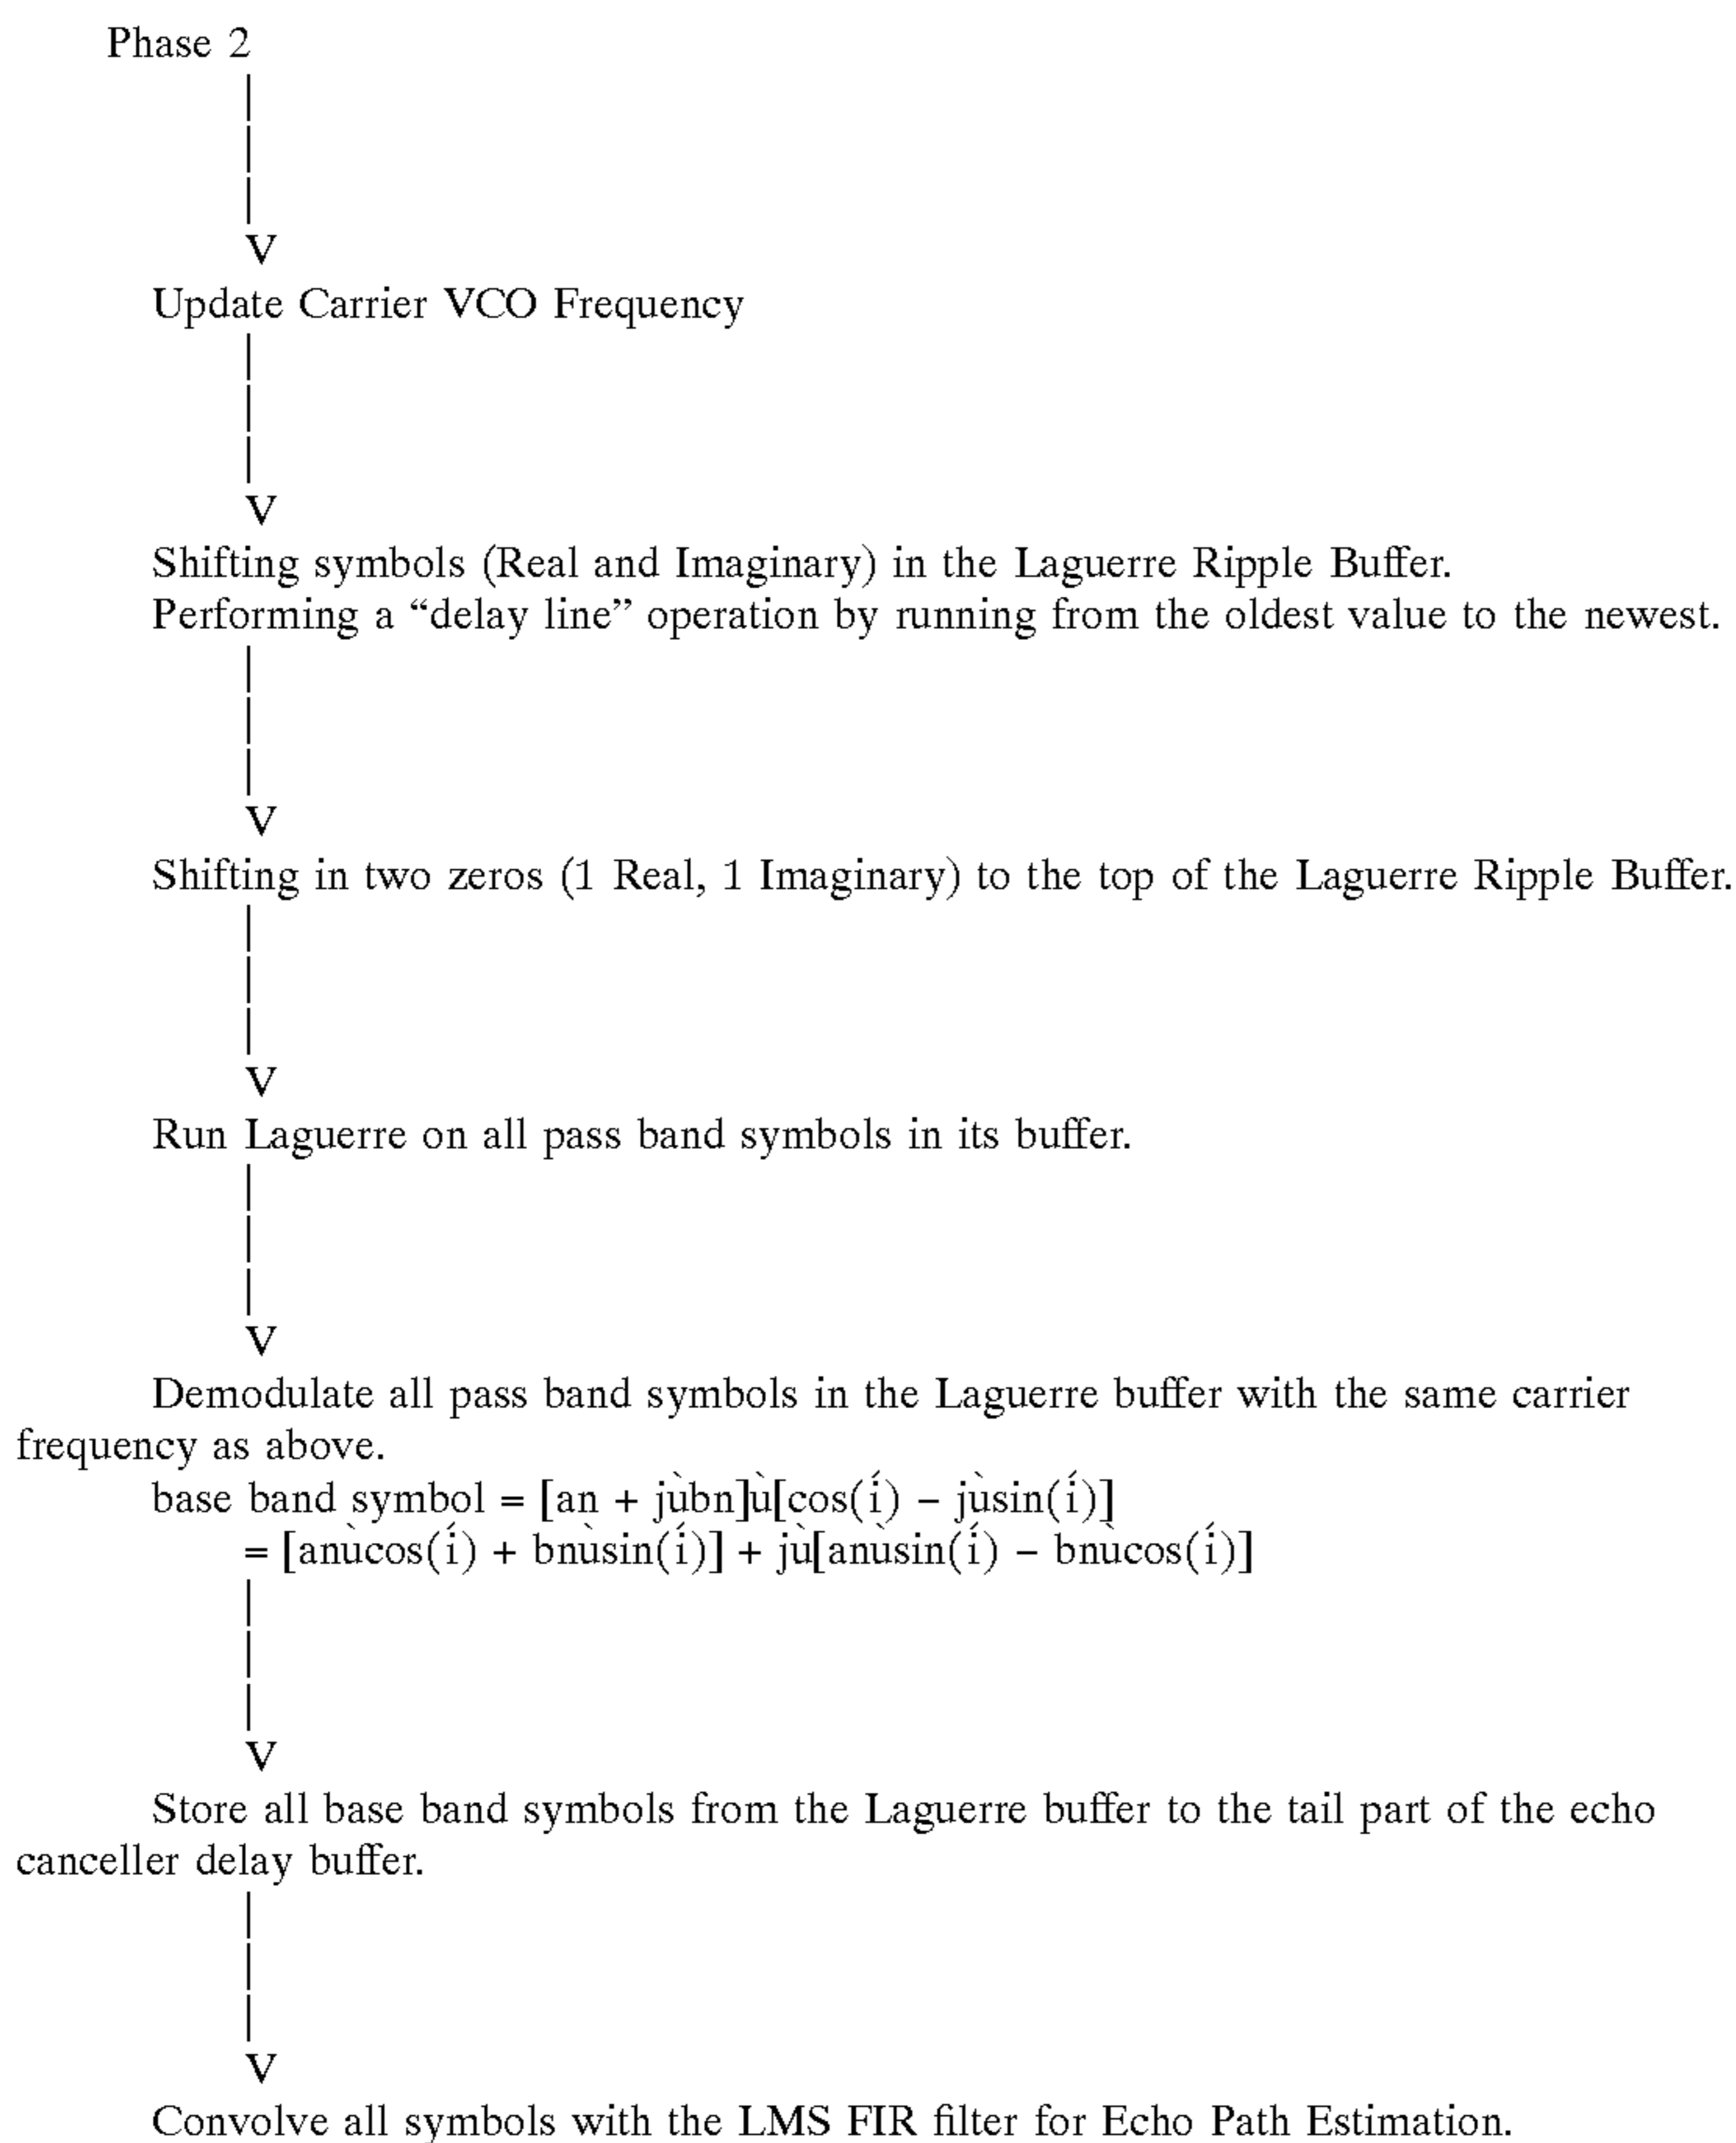 Phase 2
|
|
|
V
Update Carrier VCO Frequency
|
|
|
V
Shifting symbols (Real and Imaginary) in the Laguerre Ripple Buffer.
Performing a “delay line” operation by running from the oldest value to the newest.
|
|
|
V
Shifting in two zeros (1 Real, 1 Imaginary) to the top of the Laguerre Ripple Buffer.
|
|
|
V
Run Laguerre on all pass band symbols in its buffer.
|
|
|
V
Demodulate all pass band symbols in the Laguerre buffer with the same carrier
frequency as above.
base band symbol = [an + jùbn]ù[cos(í) – jùsin(í)]
= [anùcos(í) + bnùsin(í)] + jù[anùsin(í) – bnùcos(í)]
|
|
|
V
Store all base band symbols from the Laguerre buffer to the tail part of the echo
canceller delay buffer.
|
|
|
V
Convolve all symbols with the LMS FIR filter for Echo Path Estimation.